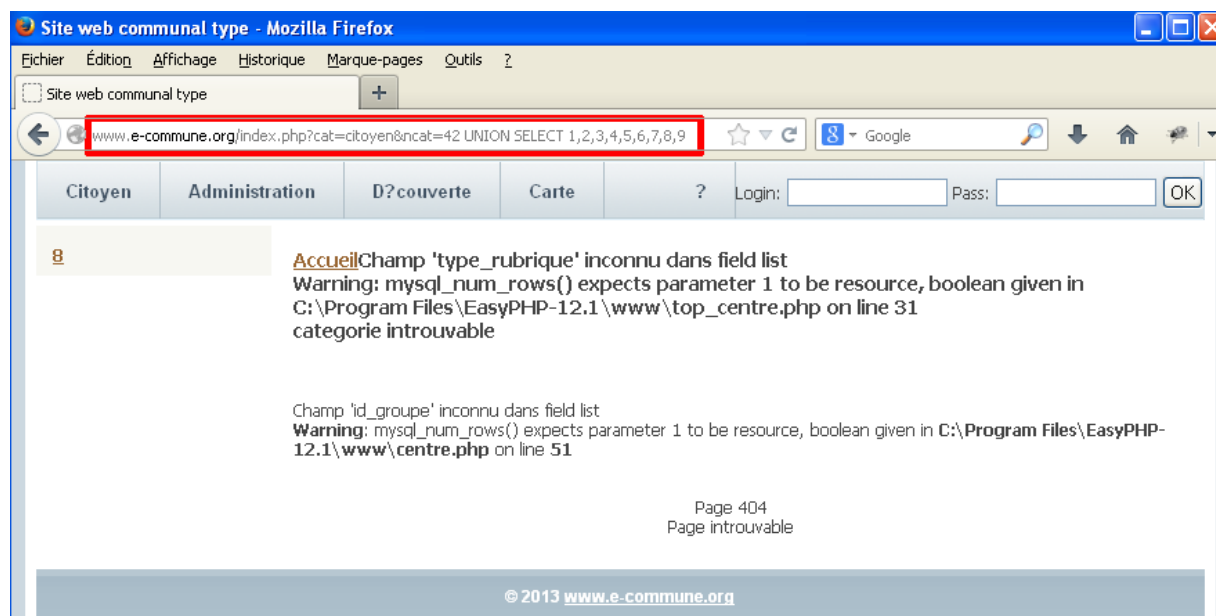 Site web communal type - Mozilla Firefox
Fichier Édition Affichage Historique Marque-pages Outils ?
Site web communal type +
www.e-commune.org/index.php?cat=citoyen&ncat=42 UNION SELECT 1,2,3,4,5,6,7,8,9 8 Google
Citoyen Administration D?couverte Carte ? Login: Pass: OK
8
AccueilChamp 'type_rubrique' inconnu dans field list
Warning: mysql_num_rows() expects parameter 1 to be resource, boolean given in
C:\Program Files\EasyPHP-12.1\www\top_centre.php on line 31
categorie introuvable
Champ 'id_groupe' inconnu dans field list
Warning: mysql_num_rows() expects parameter 1 to be resource, boolean given in C:\Program Files\EasyPHP-
12.1\www\centre.php on line 51
Page 404
Page introuvable
© 2013 www.e-commune.org